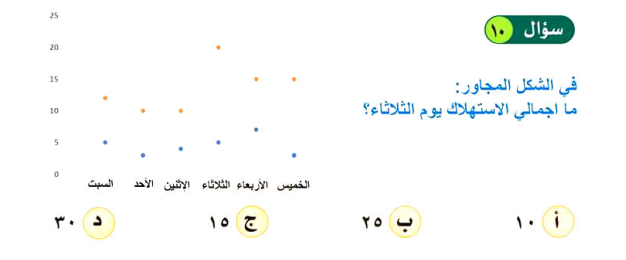 سؤال ١٠
في الشكل المجاور:
ما اجمالي الاستهلاك يوم الثلاثاء؟
25
20
15
10
5
0
السبت الأحد الإثنين الثلاثاء الأربعاء الخميس
أ ١٠
ب ٢٥
ج ١٥
د ٣٠